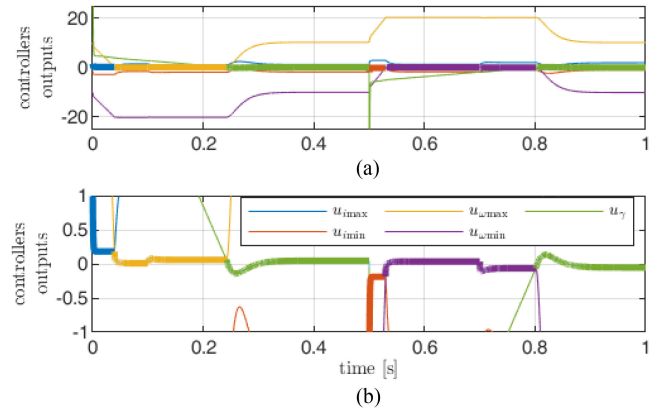 controllers
outputs
20
0
-20
0
0.2
0.4
0.6
0.8
1
(a)
controllers
outputs
1
0.5
0
-0.5
-1
u_imax
u_ωmax
u_γ
u_imin
u_ωmin
0
0.2
0.4
0.6
0.8
1
time [s]
(b)